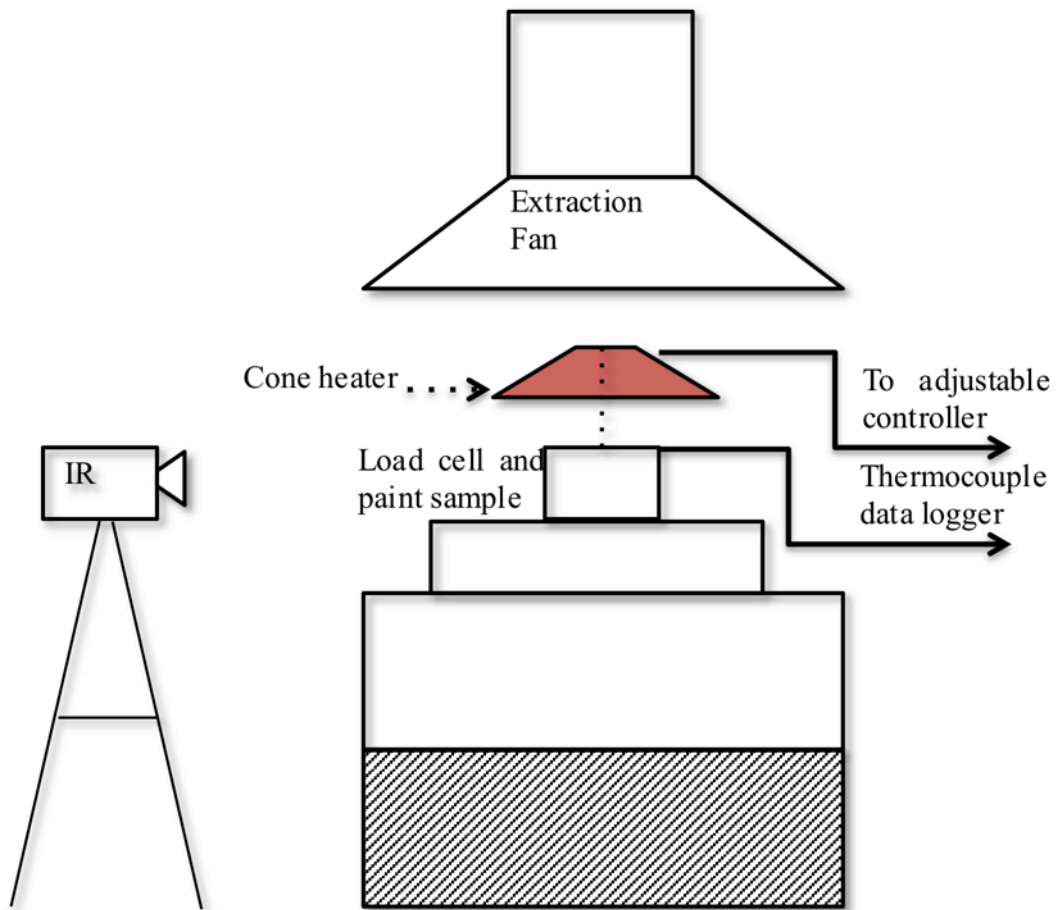 Extraction
Fan
Cone heater
To adjustable
controller
IR
Load cell and
paint sample
Thermocouple
data logger